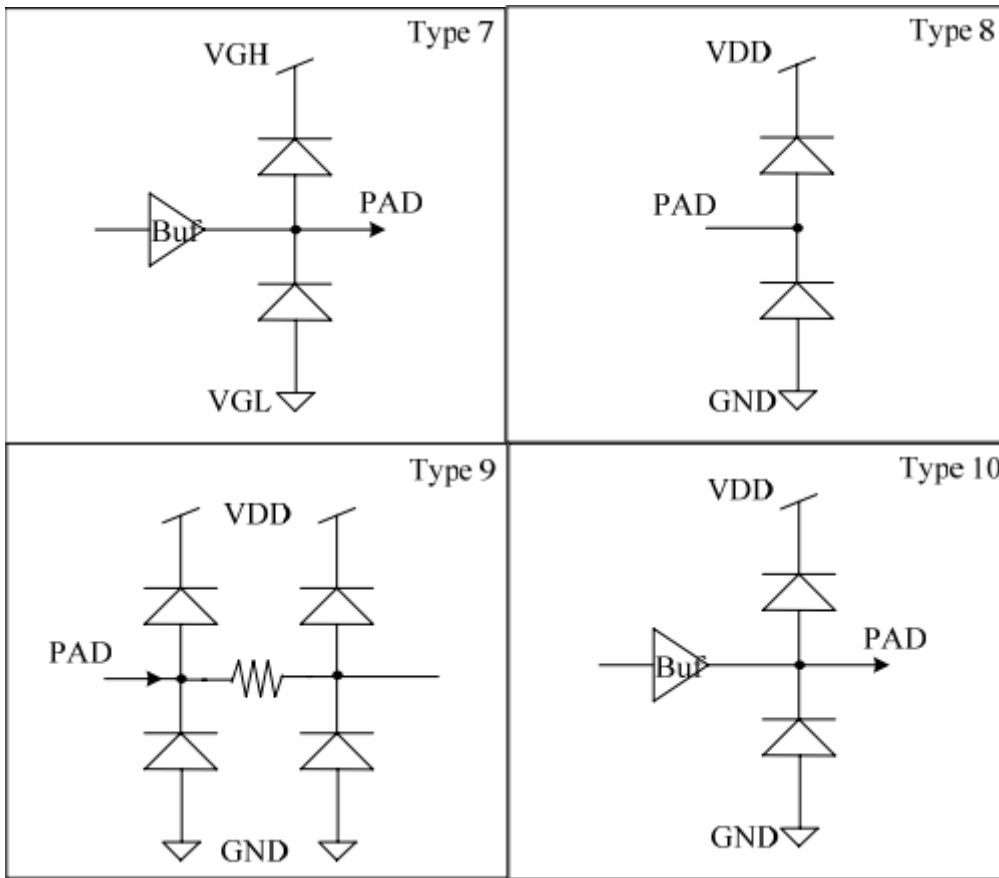 Type 7
VGH
Buf
PAD
VGL
Type 8
VDD
PAD
GND
Type 9
VDD
PAD
GND
Type 10
VDD
Buf
PAD
GND